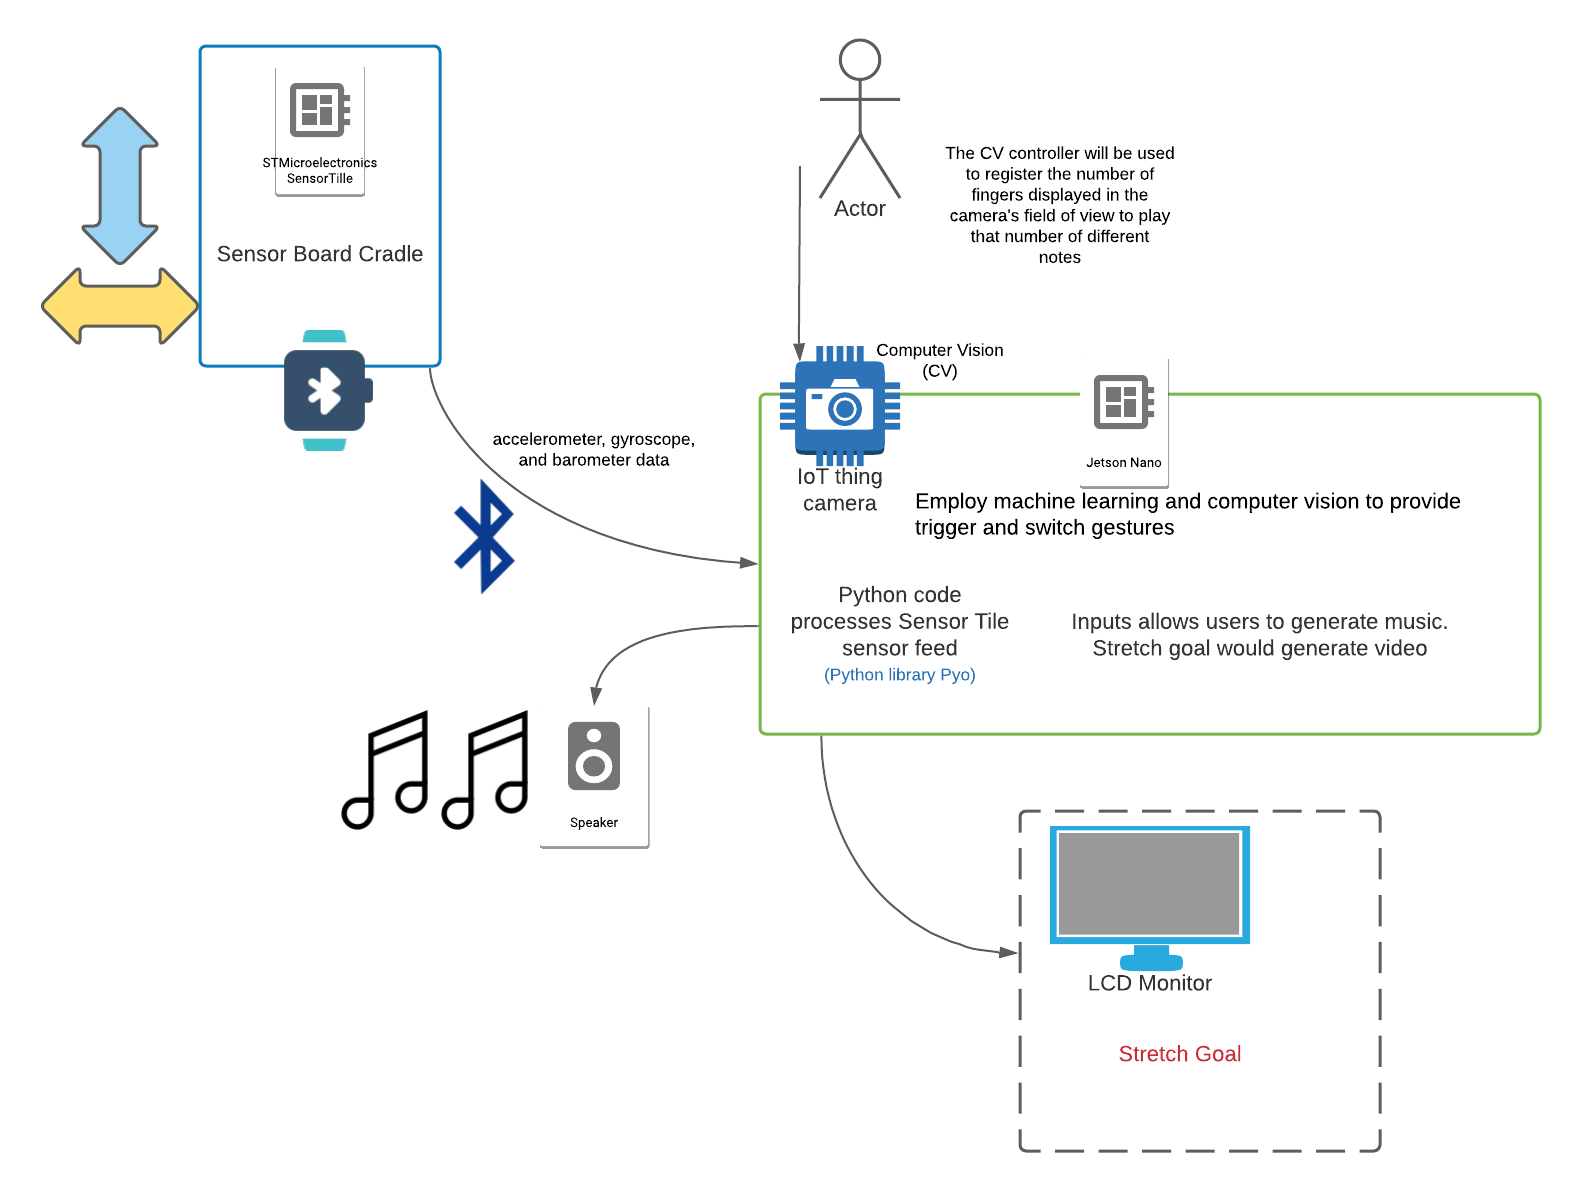 STMicroelectronics
SensorTille
Sensor Board Cradle
Actor
The CV controller will be used
to register the number of
fingers displayed in the
camera's field of view to play
that number of different
notes
Computer Vision
(CV)
accelerometer, gyroscope,
and barometer data
IoT thing
camera
Jetson Nano
Employ machine learning and computer vision to provide
trigger and switch gestures
Python code
processes Sensor Tile
sensor feed
(Python library Pyo)
Inputs allows users to generate music.
Stretch goal would generate video
Speaker
LCD Monitor
Stretch Goal